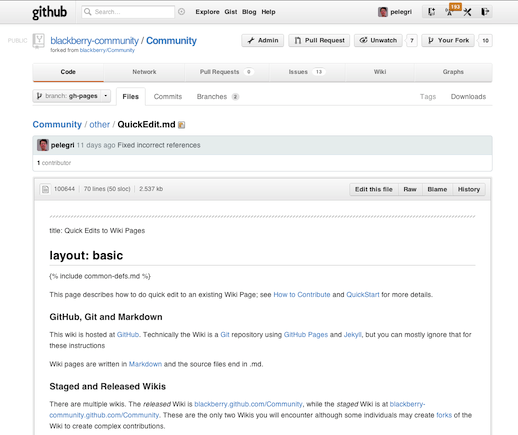 github Search... Explore Gist Blog Help pelegri 193
PUBLIC blackberry-community / Community Admin Pull Request Unwatch 7 Your Fork 10
forked from blackberry/Community
Code Network Pull Requests 0 Issues 13 Wiki Graphs
branch: gh-pages Files Commits Branches 2 Tags Downloads
Community / other / QuickEdit.md
pelegri 11 days ago Fixed incorrect references
1 contributor
100644 70 lines (50 sloc) 2.537 kb Edit this file Raw Blame History
title: Quick Edits to Wiki Pages
layout: basic
{% include common-defs.md %}
This page describes how to do quick edit to an existing Wiki Page; see How to Contribute and QuickStart for more details.
GitHub, Git and Markdown
This wiki is hosted at GitHub. Technically the Wiki is a Git repository using GitHub Pages and Jekyll, but you can mostly ignore that for
these instructions
Wiki pages are written in Markdown and the source files end in .md.
Staged and Released Wikis
There are multiple wikis. The released Wiki is blackberry.github.com/Community, while the staged Wiki is at blackberry-
community.github.com/Community. These are the only two Wikis you will encounter although some individuals may create forks of
the Wiki to create complex contributions.